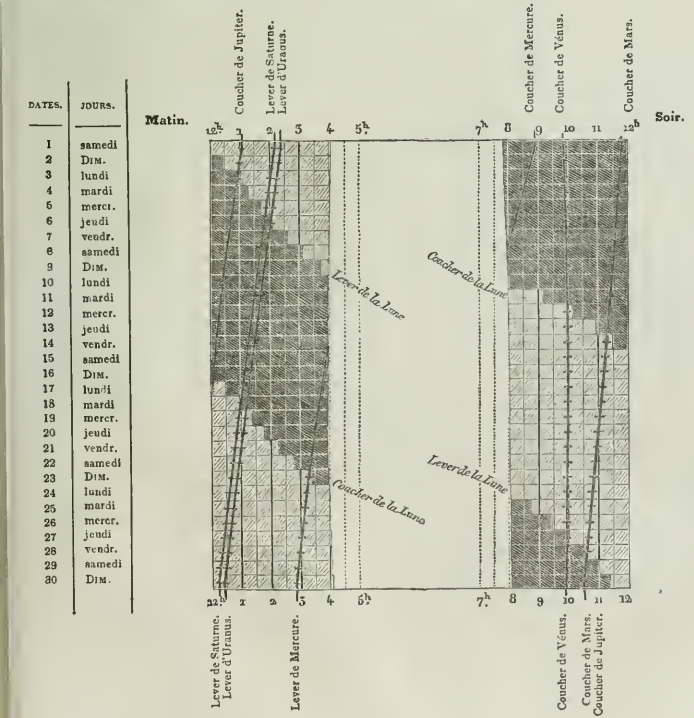 Coucher de Jupiter.
Lever de Saturne.
Lever d'Uranus.
Coucher de Mercure.
Coucher de Vénus.
Coucher de Mars.
DATES. JOURS.
Matin. Soir.
12h. 1 2 3 4 5h. 7h 8 9 10 11 12h
1 samedi
2 DIM.
3 lundi
4 mardi
5 mercr.
6 jeudi
7 vendr.
8 samedi
9 DIM.
10 lundi
11 mardi
12 mercr.
13 jeudi
14 vendr.
15 samedi
16 DIM.
17 lundi
18 mardi
19 mercr.
20 jeudi
21 vendr.
22 samedi
23 DIM.
24 lundi
25 mardi
26 mercr.
27 jeudi
28 vendr.
29 samedi
30 DIM.
Lever de la Lune
Coucher de la Lune
Coucher de la Lune
Lever de la Lune
12h 1 2 3 4 5h. 7h. 8 9 10 11 12
Lever de Saturne.
Lever d'Uranus.
Lever de Mercure.
Coucher de Vénus.
Coucher de Mars.
Coucher de Jupiter.